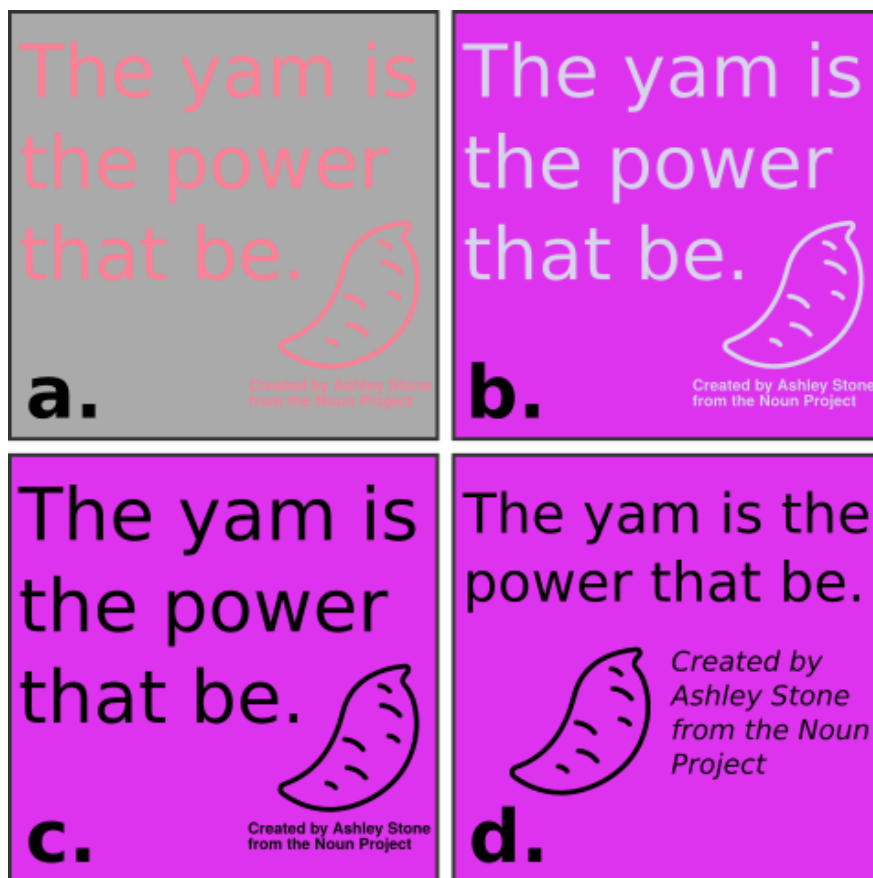 The yam is
the power
that be.
Created by Ashley Stone
from the Noun Project
a.
The yam is
the power
that be.
Created by Ashley Stone
from the Noun Project
b.
The yam is
the power
that be.
Created by Ashley Stone
from the Noun Project
c.
The yam is the
power that be.
Created by
Ashley Stone
from the Noun
Project
d.